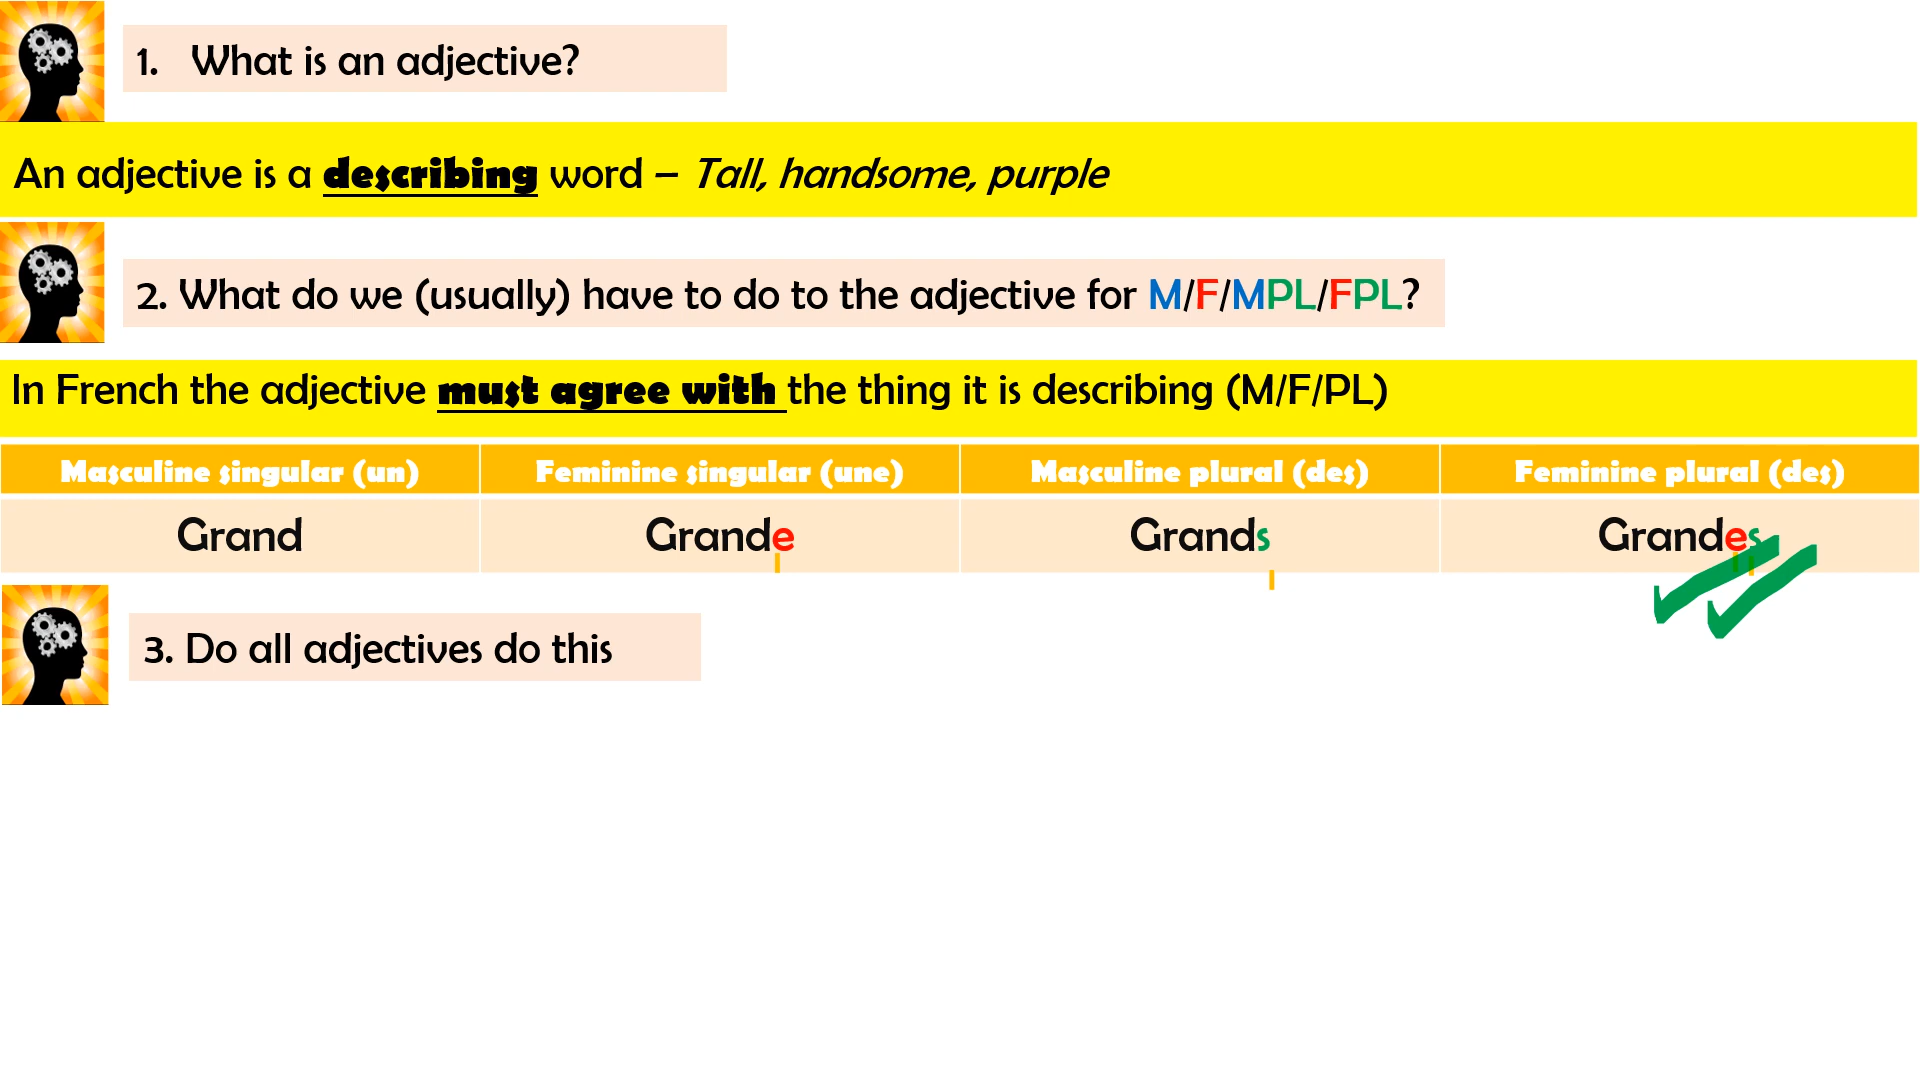 1. What is an adjective?
An adjective is a describing word – Tall, handsome, purple
2. What do we (usually) have to do to the adjective for M/F/MPL/FPL?
In French the adjective must agree with the thing it is describing (M/F/PL)
Masculine singular (un) Feminine singular (une) Masculine plural (des) Feminine plural (des)
Grand Grande Grands Grandes
3. Do all adjectives do this